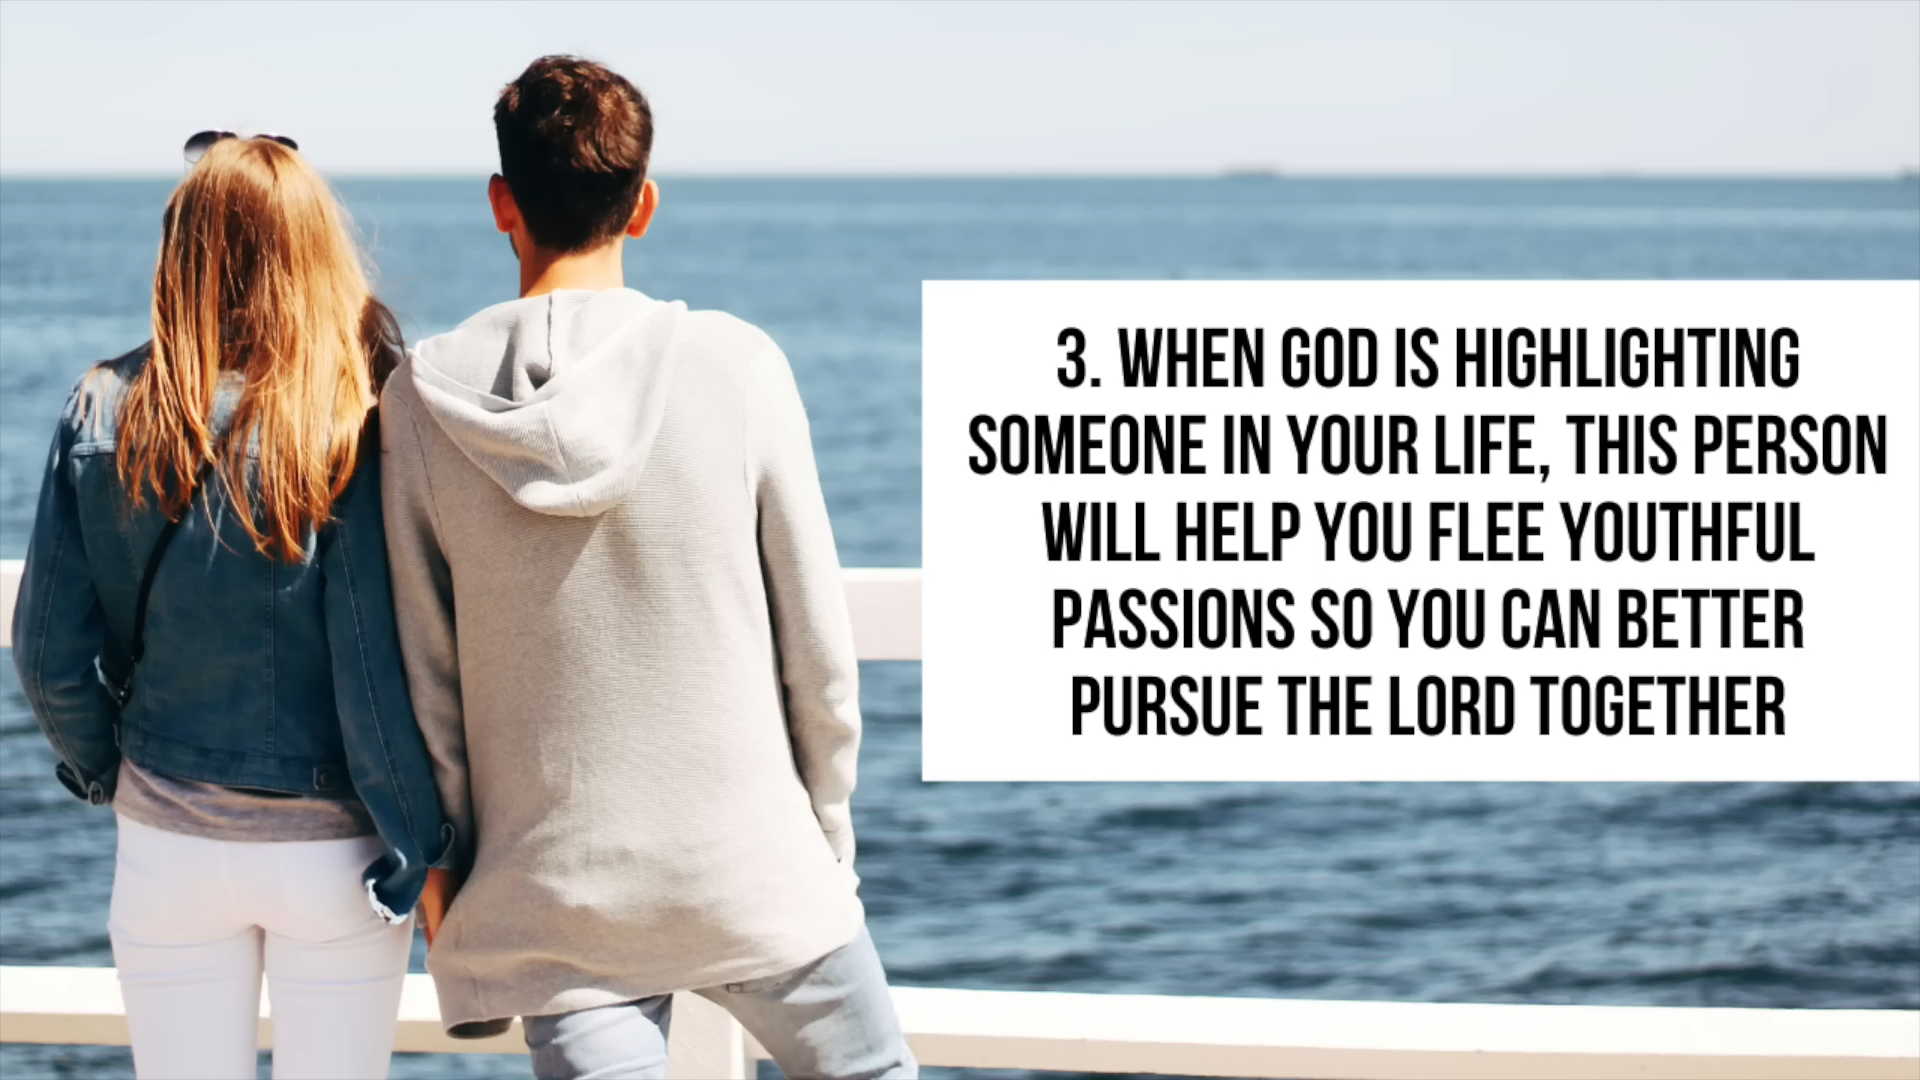 3. WHEN GOD IS HIGHLIGHTING
SOMEONE IN YOUR LIFE, THIS PERSON
WILL HELP YOU FLEE YOUTHFUL
PASSIONS SO YOU CAN BETTER
PURSUE THE LORD TOGETHER